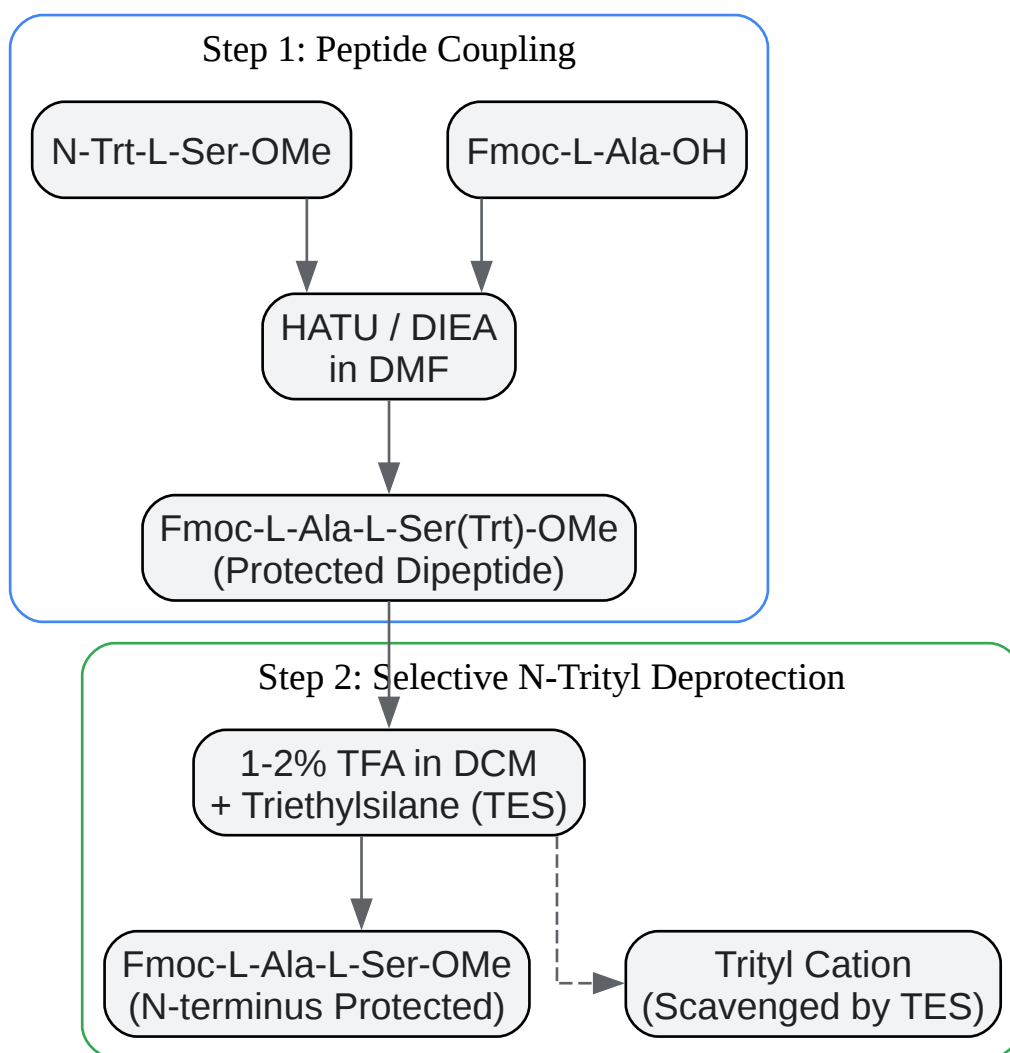 Step 1: Peptide Coupling
N-Trt-L-Ser-OMe
Fmoc-L-Ala-OH
HATU / DIEA
in DMF
Fmoc-L-Ala-L-Ser(Trt)-OMe
(Protected Dipeptide)
Step 2: Selective N-Trityl Deprotection
1-2% TFA in DCM
+ Triethylsilane (TES)
Fmoc-L-Ala-L-Ser-OMe
(N-terminus Protected)
Trityl Cation
(Scavenged by TES)